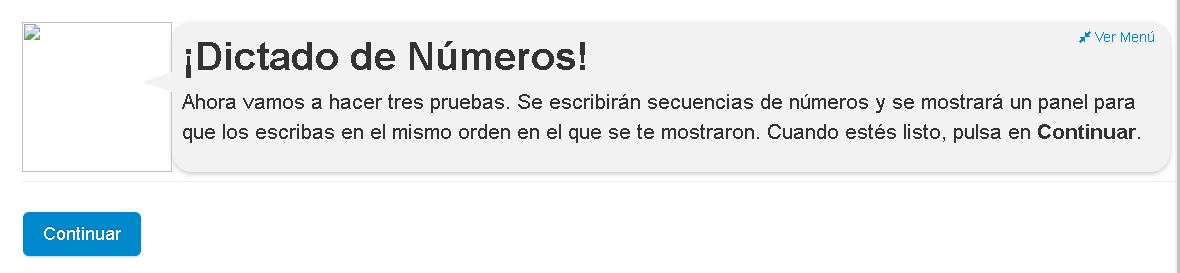 Ver Menú
¡Dictado de Números!
Ahora vamos a hacer tres pruebas. Se escribirán secuencias de números y se mostrará un panel para
que los escribas en el mismo orden en el que se te mostraron. Cuando estés listo, pulsa en Continuar.
Continuar